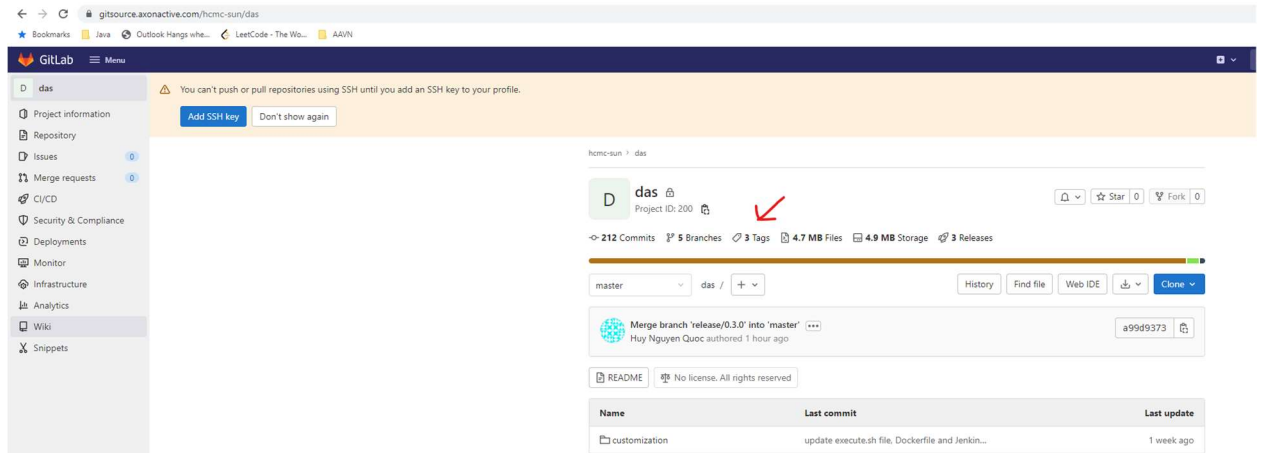 gitsource.axonactive.com/hcmc-sun/das
Bookmarks Java Outlook Hangs whe... LeetCode - The Wo... AAVN
GitLab Menu
D das
You can't push or pull repositories using SSH until you add an SSH key to your profile.
Add SSH key Don't show again
Project information
Repository
Issues 0
Merge requests 0
CI/CD
Security & Compliance
Deployments
Monitor
Infrastructure
Analytics
Wiki
Snippets
hcmc-sun > das
D das
Project ID: 200
Star 0 Fork 0
212 Commits 5 Branches 3 Tags 4.7 MB Files 4.9 MB Storage 3 Releases
master das / + History Find file Web IDE Clone
Merge branch 'release/0.3.0' into 'master'
Huy Nguyen Quoc authored 1 hour ago
a99d9373
README No license. All rights reserved
Name Last commit Last update
customization update execute.sh file, Dockerfile and Jenkin... 1 week ago